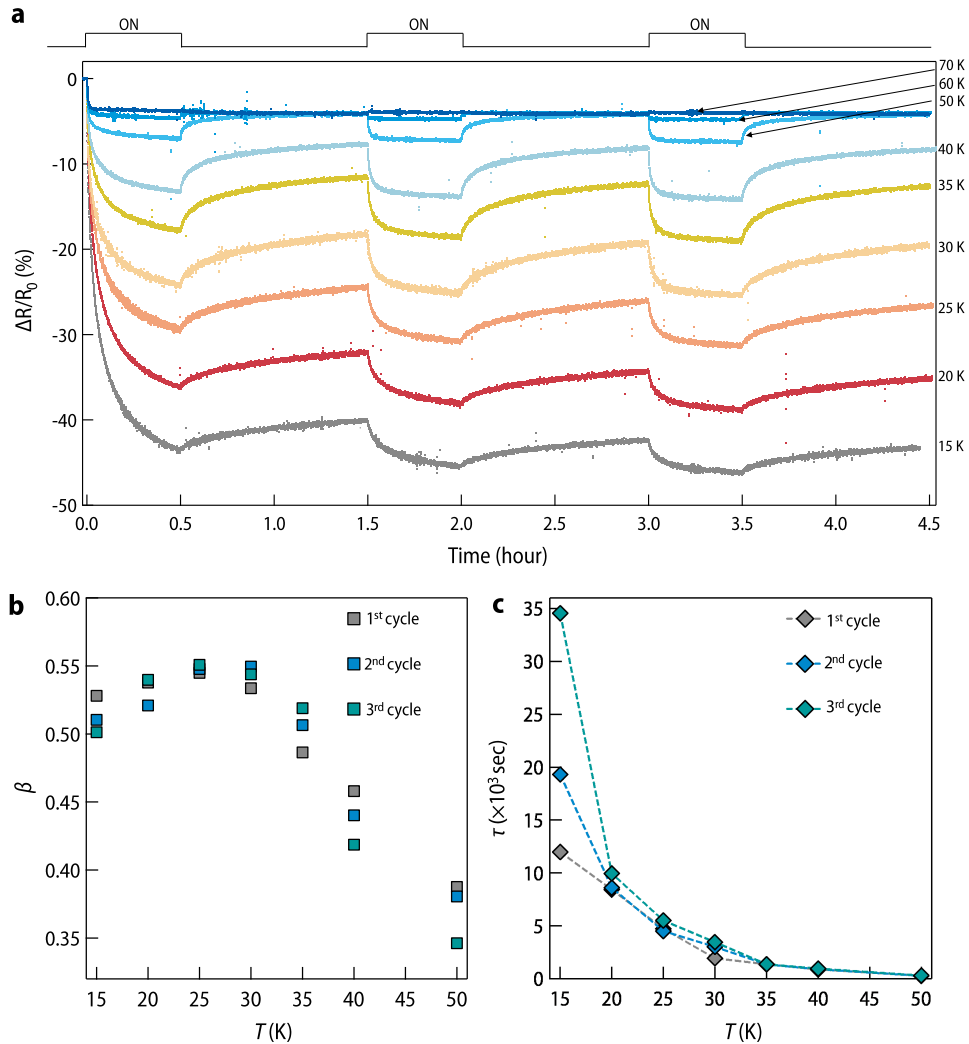 a
ON ON ON
0
-10
-20
-30
-40
-50
ΔR/R₀ (%)
70 K
60 K
50 K
40 K
35 K
30 K
25 K
20 K
15 K
0.0 0.5 1.0 1.5 2.0 2.5 3.0 3.5 4.0 4.5
Time (hour)
b
0.60
0.55
0.50
0.45
0.40
0.35
β
1st cycle
2nd cycle
3rd cycle
15 20 25 30 35 40 45 50
T (K)
c
35
30
25
20
15
10
5
0
τ (×10³ sec)
1st cycle
2nd cycle
3rd cycle
15 20 25 30 35 40 45 50
T (K)